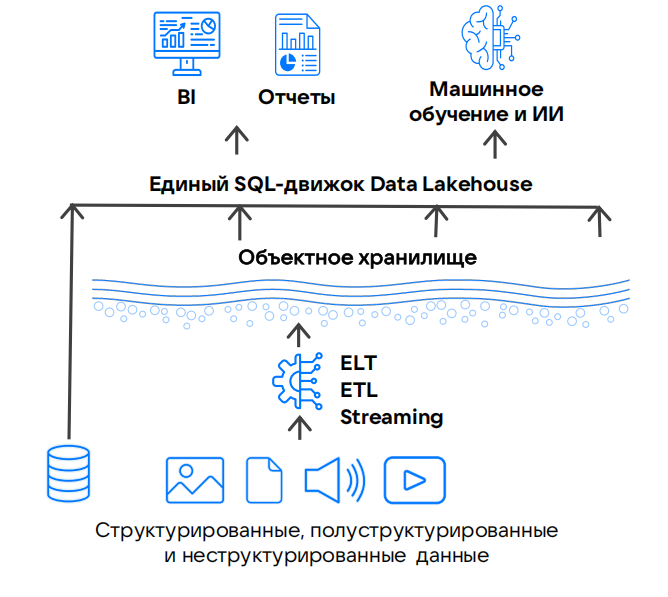 BI
Отчеты
Машинное
обучение и ИИ
Единый SQL-движок Data Lakehouse
Объектное хранилище
ELT
ETL
Streaming
Структурированные, полуструктурированные
и неструктурированные данные